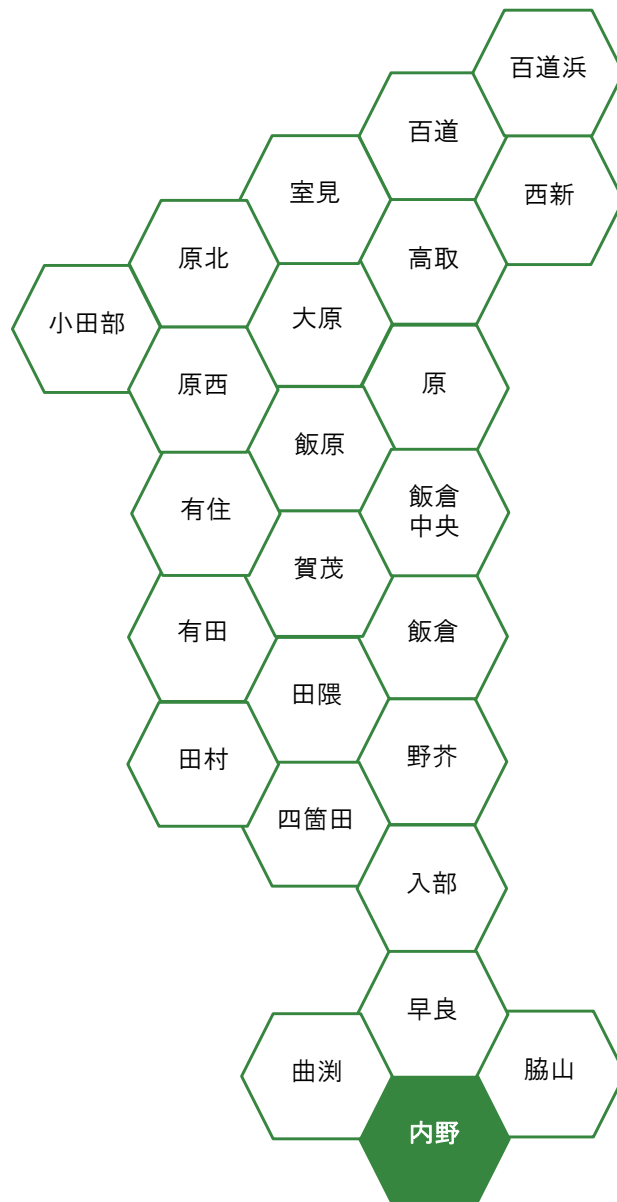 百道浜
百道
室見
西新
原北
高取
小田部
大原
原西
原
飯原
有住
飯倉
中央
賀茂
有田
飯倉
田隈
田村
野芥
四箇田
入部
早良
曲渕
脇山
内野